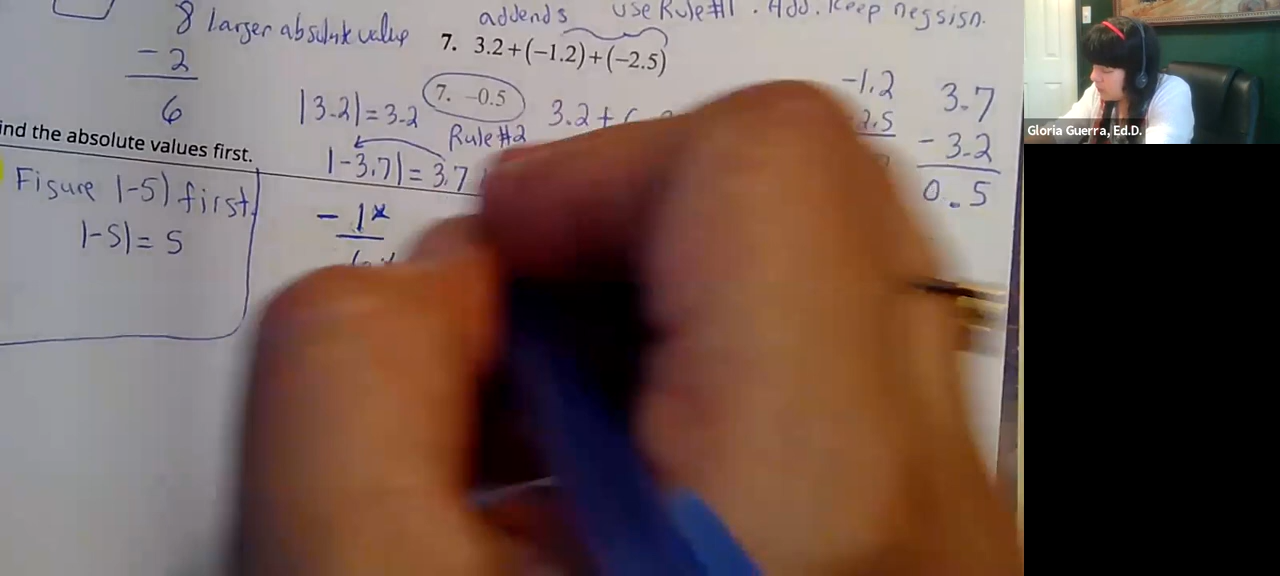 addends use Rule#1. Add. Keep neg sign.
8 larger absolute value
- 2
6
7. 3.2+(−1.2)+(−2.5)
|3.2| = 3.2
7. −0.5
3.2 + (
-1.2
2.5
3.7
- 3.2
0.5
Rule#2
ind the absolute values first.
|-3.7| = 3.7
Figure |-5| first.
|-5| = 5
Gloria Guerra, Ed.D.